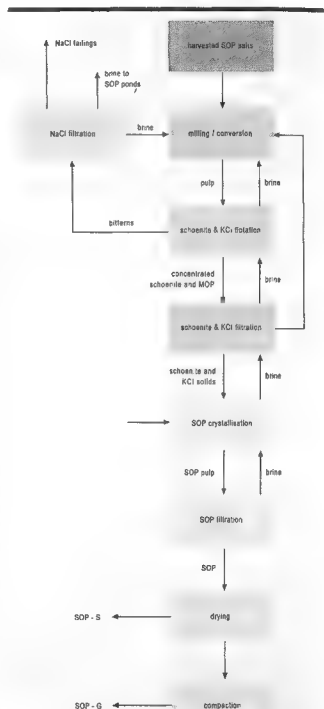 NaCl tailings
harvested SOP salts
brine to
SOP ponds
NaCl filtration
brine
milling / conversion
pulp
brine
bitterns
schoenite & KCl flotation
concentrated
schoenite and MOP
brine
schoenite & KCl filtration
schoenite and
KCl solids
brine
SOP crystallisation
SOP pulp
brine
SOP filtration
SOP
SOP - S
drying
SOP - G
compaction